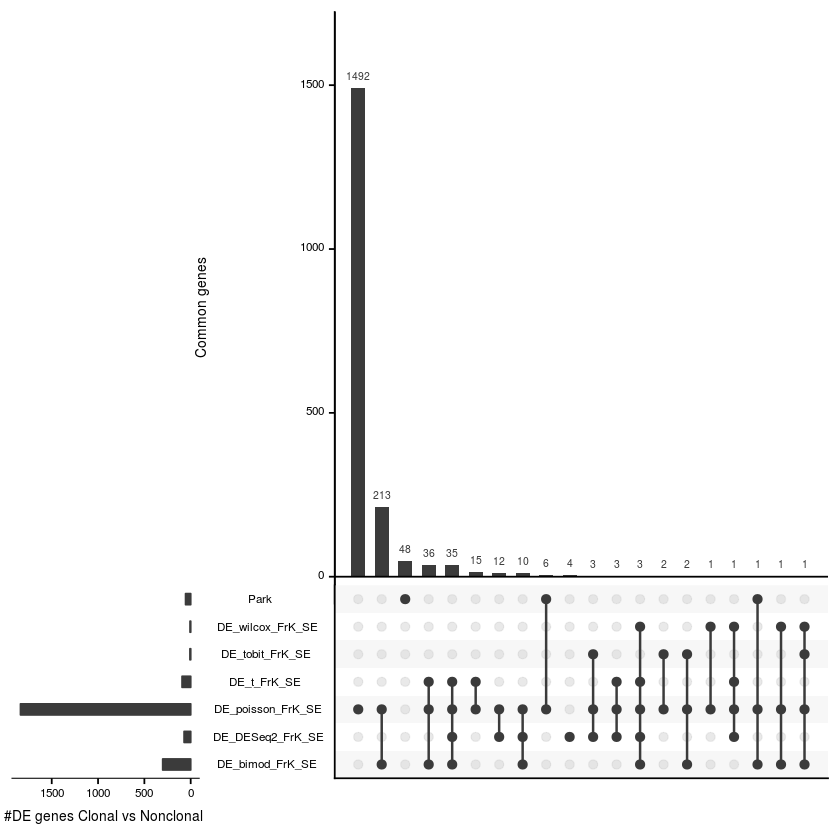 1500
1000
500
0
Common genes
1492
213
48
36
35
15
12
10
6
4
3
3
3
2
2
1
1
1
1
1
Park
DE_wilcox_FrK_SE
DE_tobit_FrK_SE
DE_t_FrK_SE
DE_poisson_FrK_SE
DE_DESeq2_FrK_SE
DE_bimod_FrK_SE
1500 1000 500 0
#DE genes Clonal vs Nonclonal